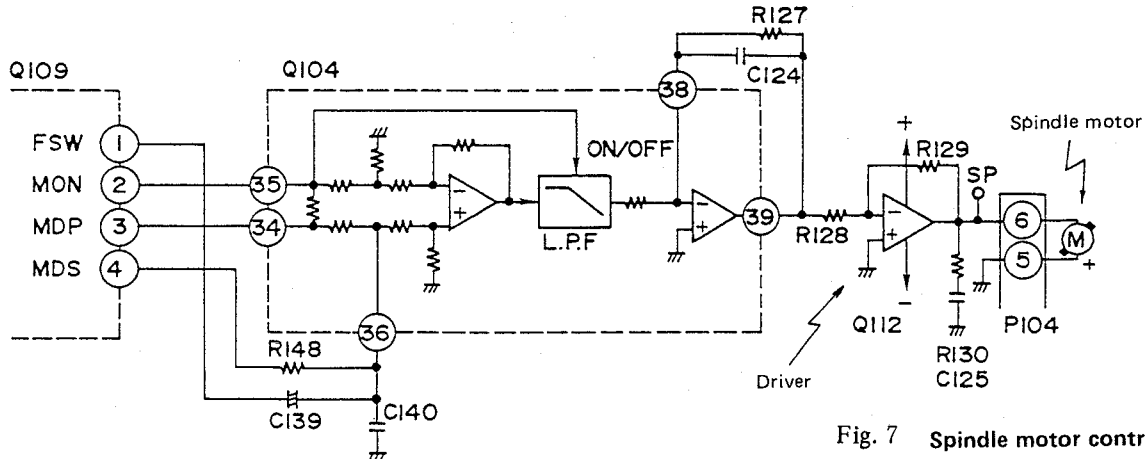 R127
C124
Q109
Q104
38
FSW 1
MON 2
MDP 3
MDS 4
35
34
ON/OFF
L.P.F
36
39
R128
R129
SP
Spindle motor
6
5
M
+
-
+
-
+
-
+
-
+
+
-
Q112
P104
R130
C125
Driver
R148
C139
C140
Fig. 7 Spindle motor contr